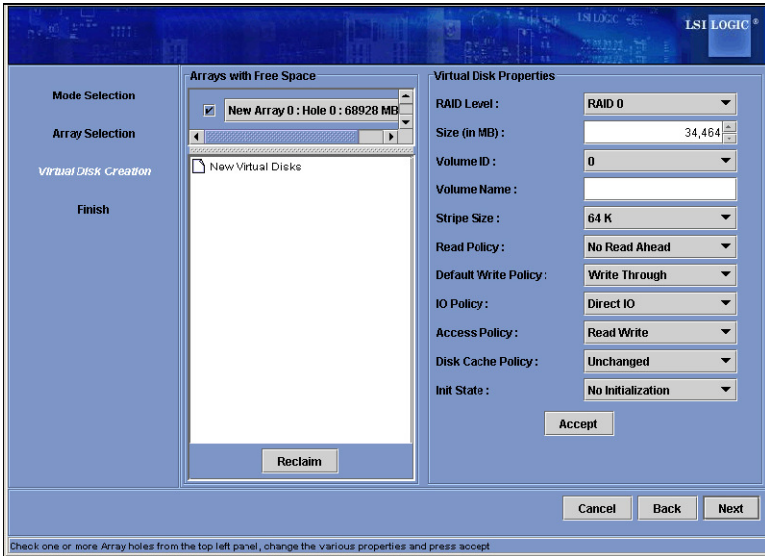 LSI LOGIC
LSI LOGIC ®
Mode Selection
Array Selection
Virtual Disk Creation
Finish
Arrays with Free Space
New Array 0 : Hole 0 : 68928 MB
New Virtual Disks
Reclaim
Virtual Disk Properties
RAID Level : RAID 0
Size (in MB) : 34,464
Volume ID : 0
Volume Name :
Stripe Size : 64 K
Read Policy : No Read Ahead
Default Write Policy : Write Through
IO Policy : Direct IO
Access Policy : Read Write
Disk Cache Policy : Unchanged
Init State : No Initialization
Accept
Cancel Back Next
Check one or more Array holes from the top left panel, change the various properties and press accept